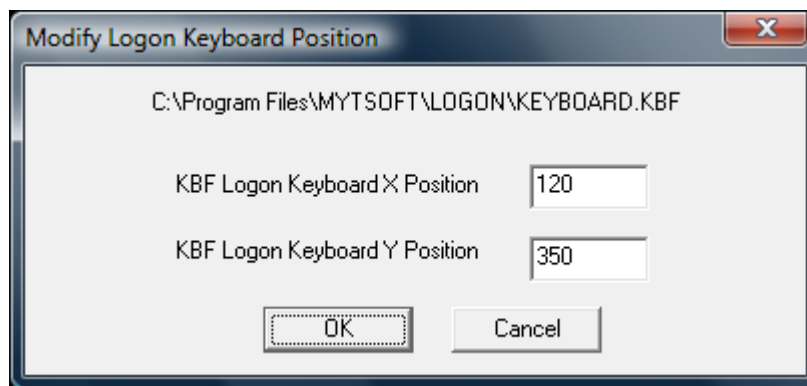 Modify Logon Keyboard Position
C:\Program Files\MYTSOFT\LOGON\KEYBOARD.KBF
KBF Logon Keyboard X Position 120
KBF Logon Keyboard Y Position 350
OK Cancel